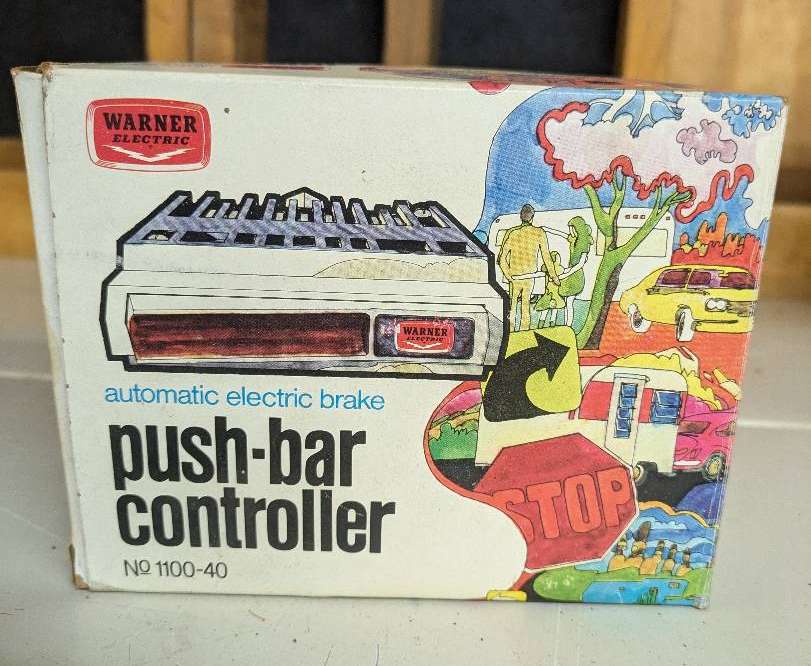 WARNER
ELECTRIC
WARNER
ELECTRIC
automatic electric brake
push-bar
controller
Nº 1100-40
STOP